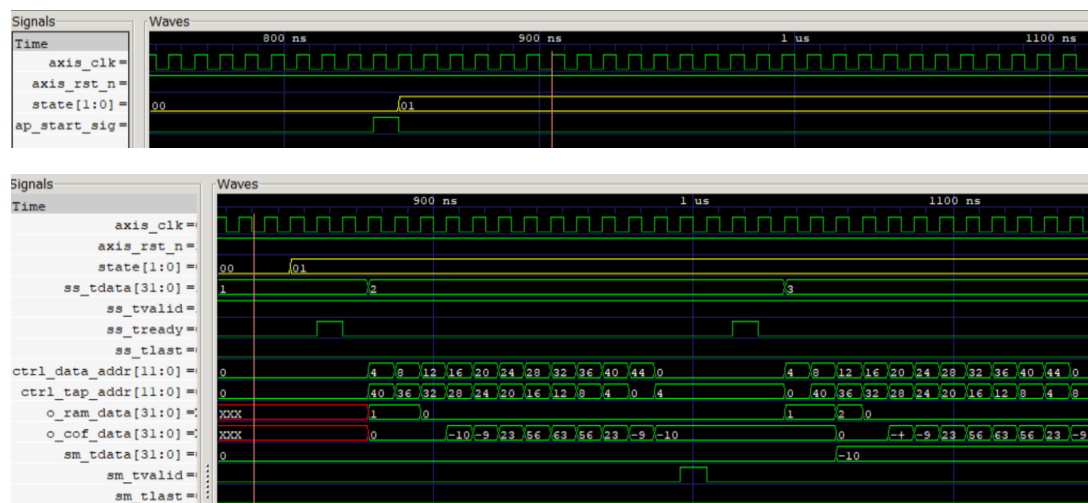 Signals Waves
Time 800 ns 900 ns 1 us 1100 ns
axis_clk=
axis_rst_n=
state[1:0]= 00 01
ap_start_sig=
Signals Waves
Time 900 ns 1 us 1100 ns
axis_clk=
axis_rst_n=
state[1:0]= 00 01
ss_tdata[31:0]= 1 2 3
ss_tvalid=
ss_tready=
ss_tlast=
ctrl_data_addr[11:0]= 0 4 8 12 16 20 24 28 32 36 40 44 0 4 8 12 16 20 24 28 32 36 40 44 0
ctrl_tap_addr[11:0]= 0 40 36 32 28 24 20 16 12 8 4 0 4 0 40 36 32 28 24 20 16 12 8 4 8
o_ram_data[31:0]= XXX 1 0 1 2 0
o_cof_data[31:0]= XXX 0 -10 -9 23 56 63 56 23 -9 -10 0 -+ -9 23 56 63 56 23 -9
sm_tdata[31:0]= 0 -10
sm_tvalid=
sm_tlast=